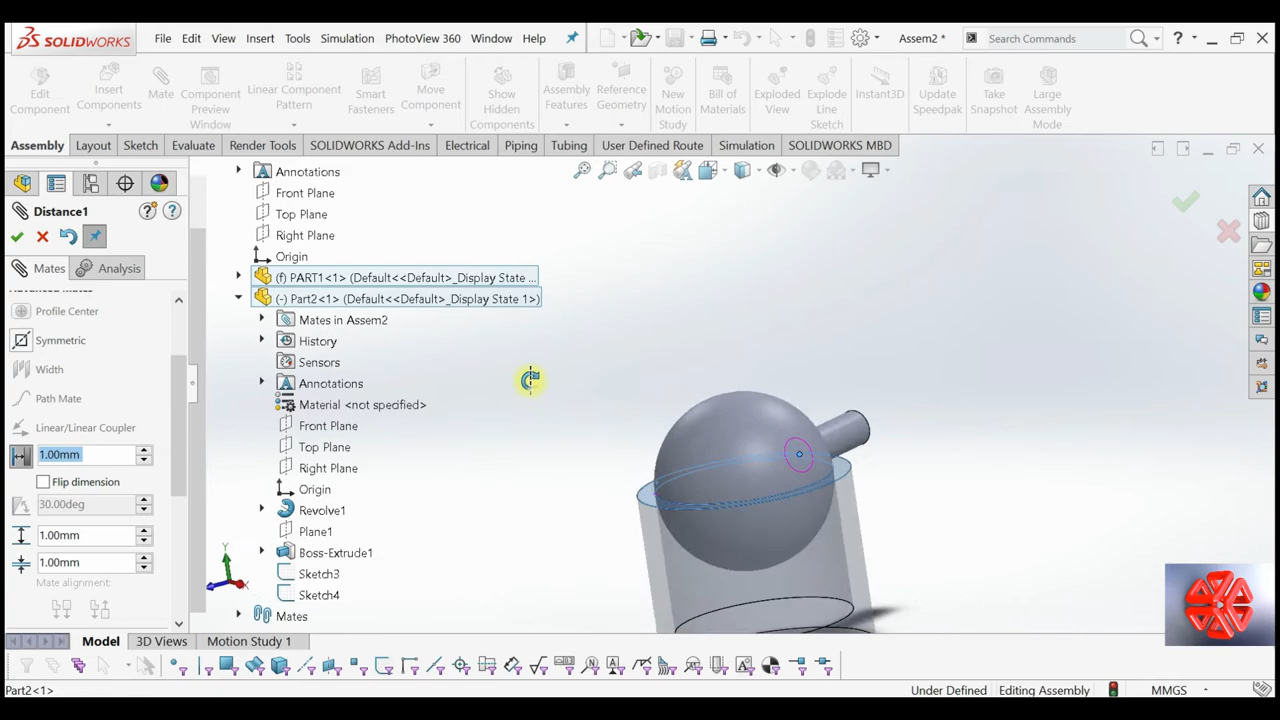 SOLIDWORKS File Edit View Insert Tools Simulation PhotoView 360 Window Help Assem2 * Search Commands
Edit Component
Insert Components
Mate
Component Preview Window
Linear Component Pattern
Smart Fasteners
Move Component
Show Hidden Components
Assembly Features
Reference Geometry
New Motion Study
Bill of Materials
Exploded View
Explode Line Sketch
Instant3D
Update Speedpak
Take Snapshot
Large Assembly Mode
Assembly Layout Sketch Evaluate Render Tools SOLIDWORKS Add-Ins Electrical Piping Tubing User Defined Route Simulation SOLIDWORKS MBD
Distance1
Mates Analysis
Profile Center
Symmetric
Width
Path Mate
Linear/Linear Coupler
1.00mm
Flip dimension
30.00deg
1.00mm
1.00mm
Mate alignment:
Annotations
Front Plane
Top Plane
Right Plane
Origin
(f) PART1<1> (Default<<Default>_Display State ...
(-) Part2<1> (Default<<Default>_Display State 1>)
Mates in Assem2
History
Sensors
Annotations
Material <not specified>
Front Plane
Top Plane
Right Plane
Origin
Revolve1
Plane1
Boss-Extrude1
Sketch3
Sketch4
Mates
Y
Model 3D Views Motion Study 1
Part2<1> Under Defined Editing Assembly MMGS